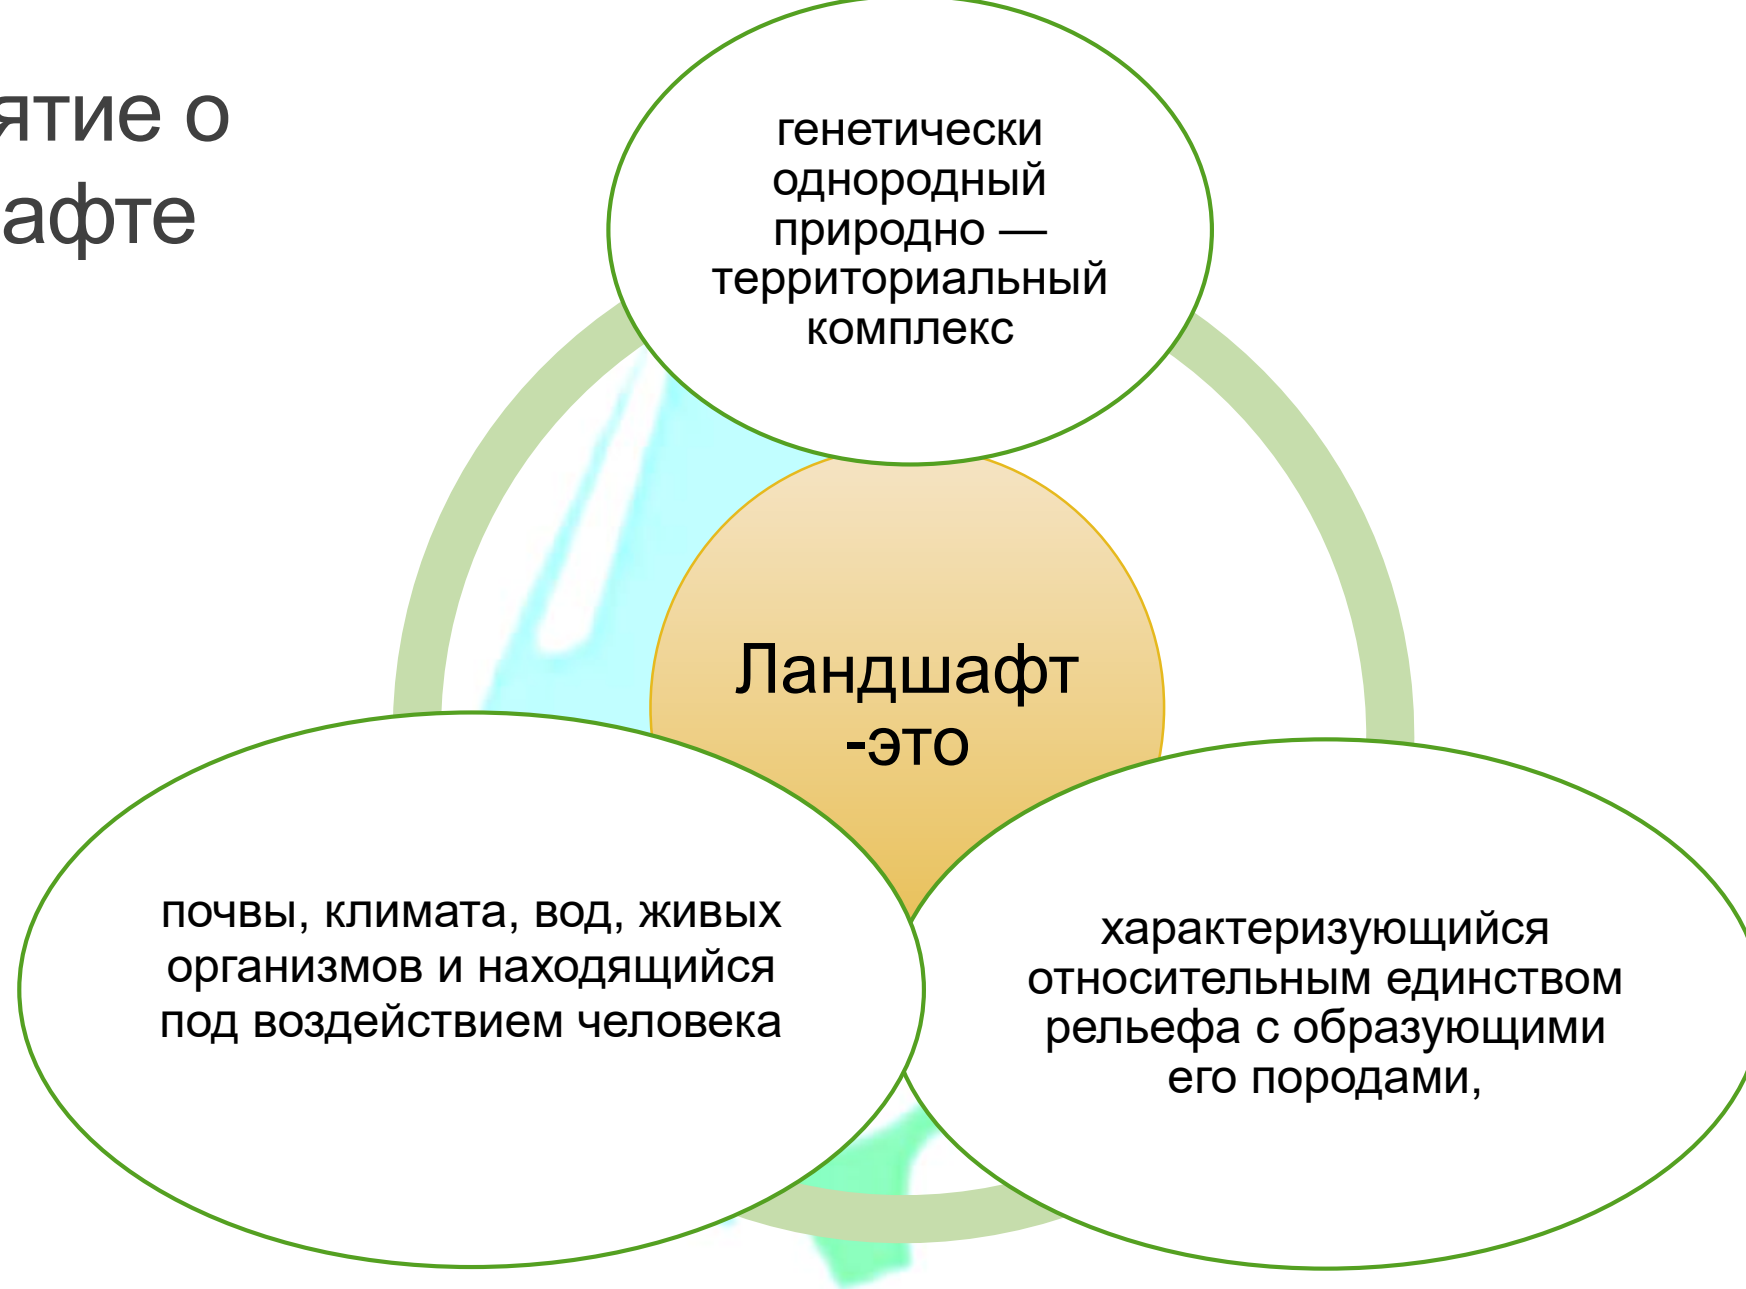 ятие о
афте
генетически
однородный
природно —
территориальный
комплекс
Ландшафт
-это
характеризующийся
относительным единством
рельефа с образующими
его породами,
почвы, климата, вод, живых
организмов и находящийся
под воздействием человека